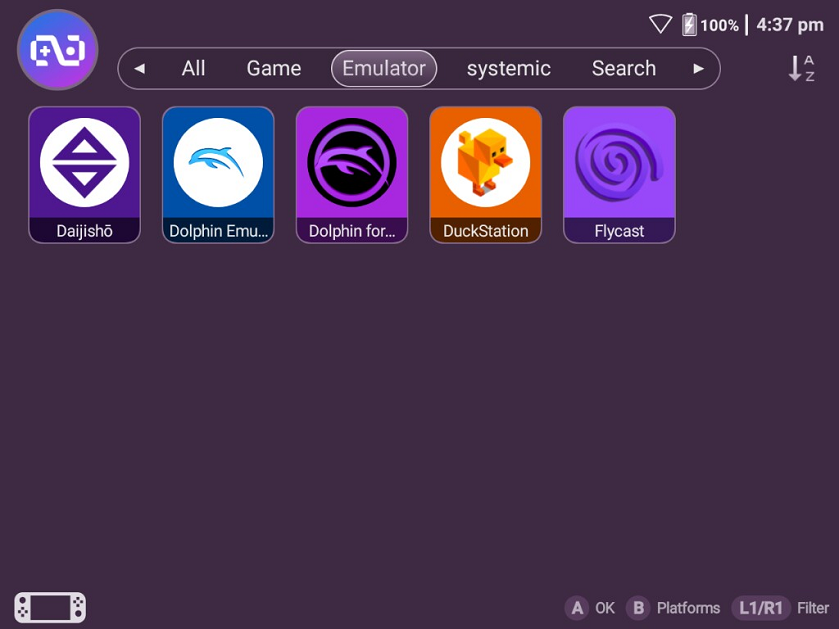 100% | 4:37 pm
◄ All Game Emulator systemic Search ►
A
Z
Daijishō Dolphin Emu... Dolphin for... DuckStation Flycast
A OK B Platforms L1/R1 Filter